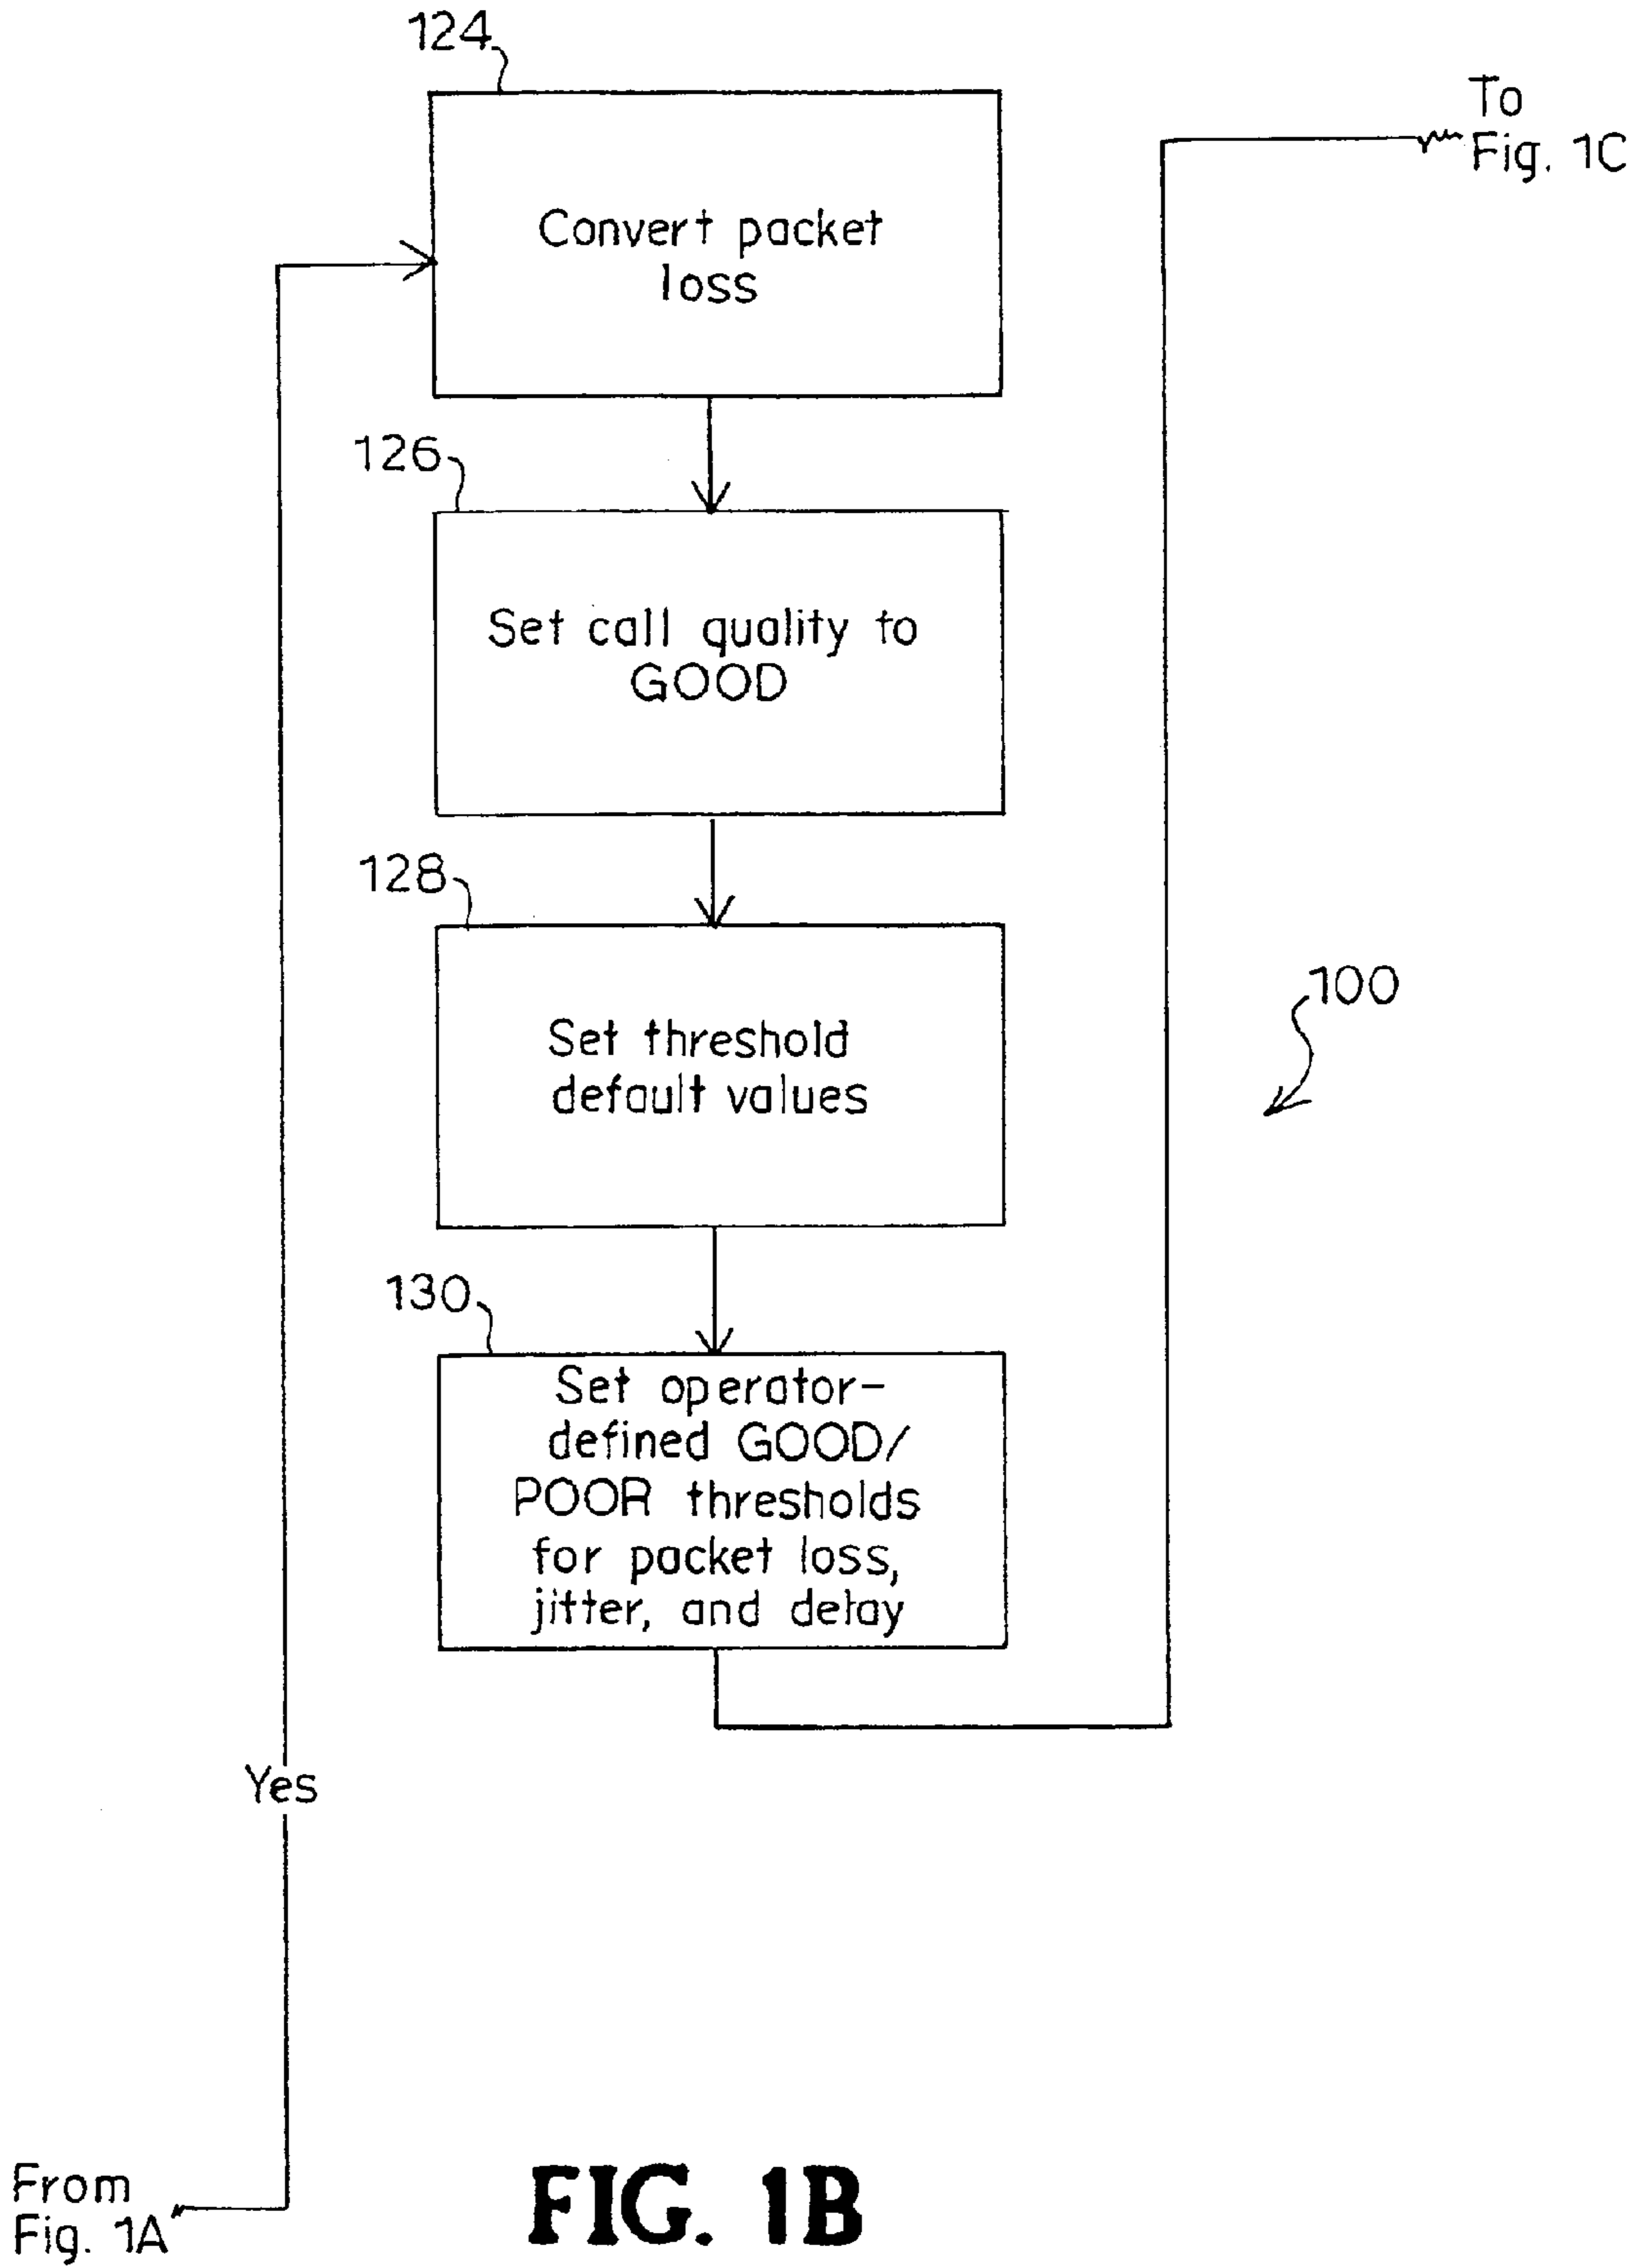 124
To
Fig. 1C
Convert packet
loss
126
Set call quality to
GOOD
128
Set threshold
default values
100
130
Set operator-
defined GOOD/
POOR thresholds
for packet loss,
jitter, and delay
Yes
From
Fig. 1A
FIG. 1B